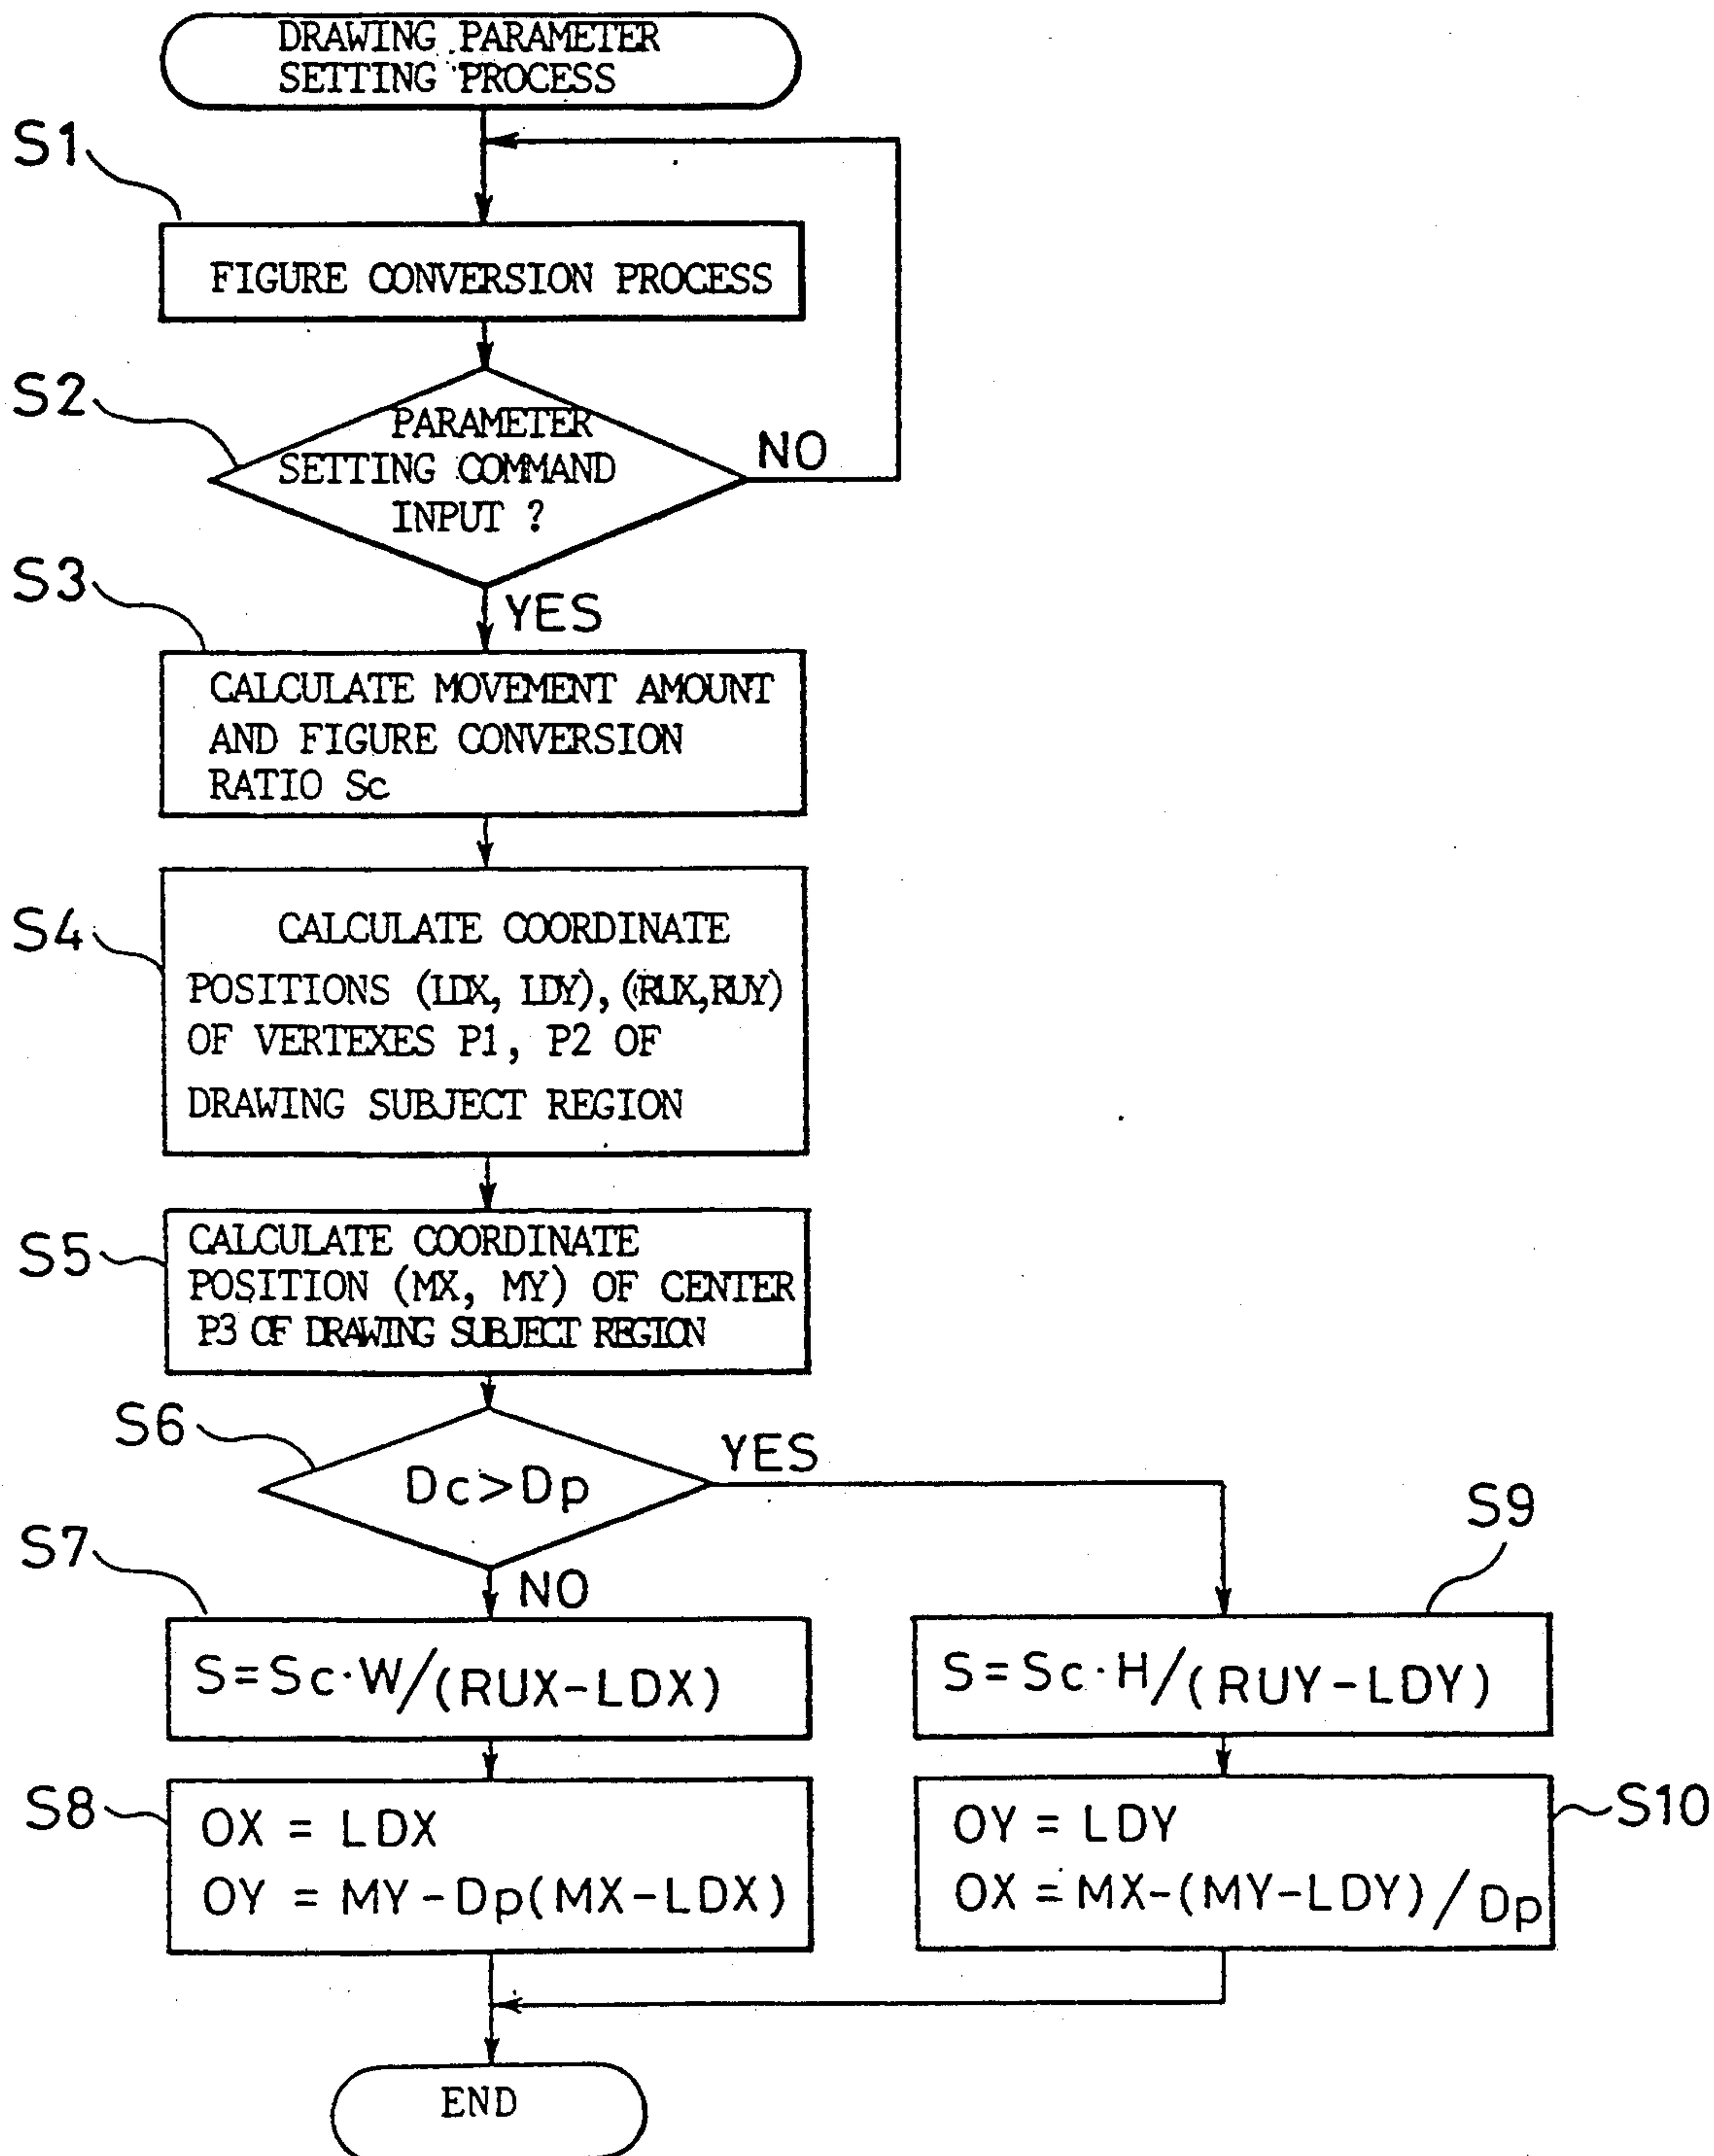 DRAWING PARAMETER
SETTING PROCESS
S1
FIGURE CONVERSION PROCESS
S2
PARAMETER
SETTING COMMAND
INPUT ?
NO
S3
YES
CALCULATE MOVEMENT AMOUNT
AND FIGURE CONVERSION
RATIO Sc
S4
CALCULATE COORDINATE
POSITIONS (LDX, LDY), (RUX,RUY)
OF VERTEXES P1, P2 OF
DRAWING SUBJECT REGION
S5
CALCULATE COORDINATE
POSITION (MX, MY) OF CENTER
P3 OF DRAWING SUBJECT REGION
S6
Dc>Dp
YES
S7
NO
S=Sc·W/(RUX-LDX)
S9
S=Sc·H/(RUY-LDY)
S8
OX = LDX
OY = MY-Dp(MX-LDX)
S10
OY = LDY
OX = MX-(MY-LDY)/Dp
END